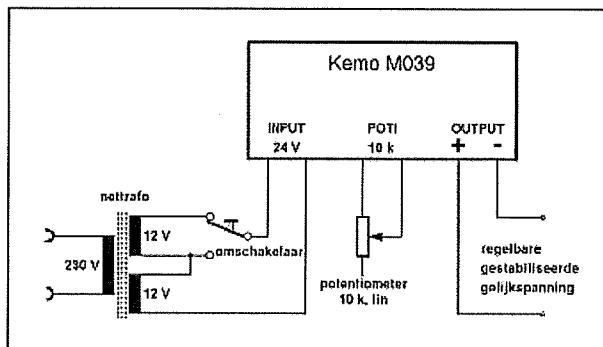 Kemo M039
INPUT
24 V
POTI
10 k
OUTPUT
+ -
nettrafo
230 V
12 V
12 V
omschakelaar
potentiometer
10 k, lin
regelbare
gestabiliseerde
gelijkspanning